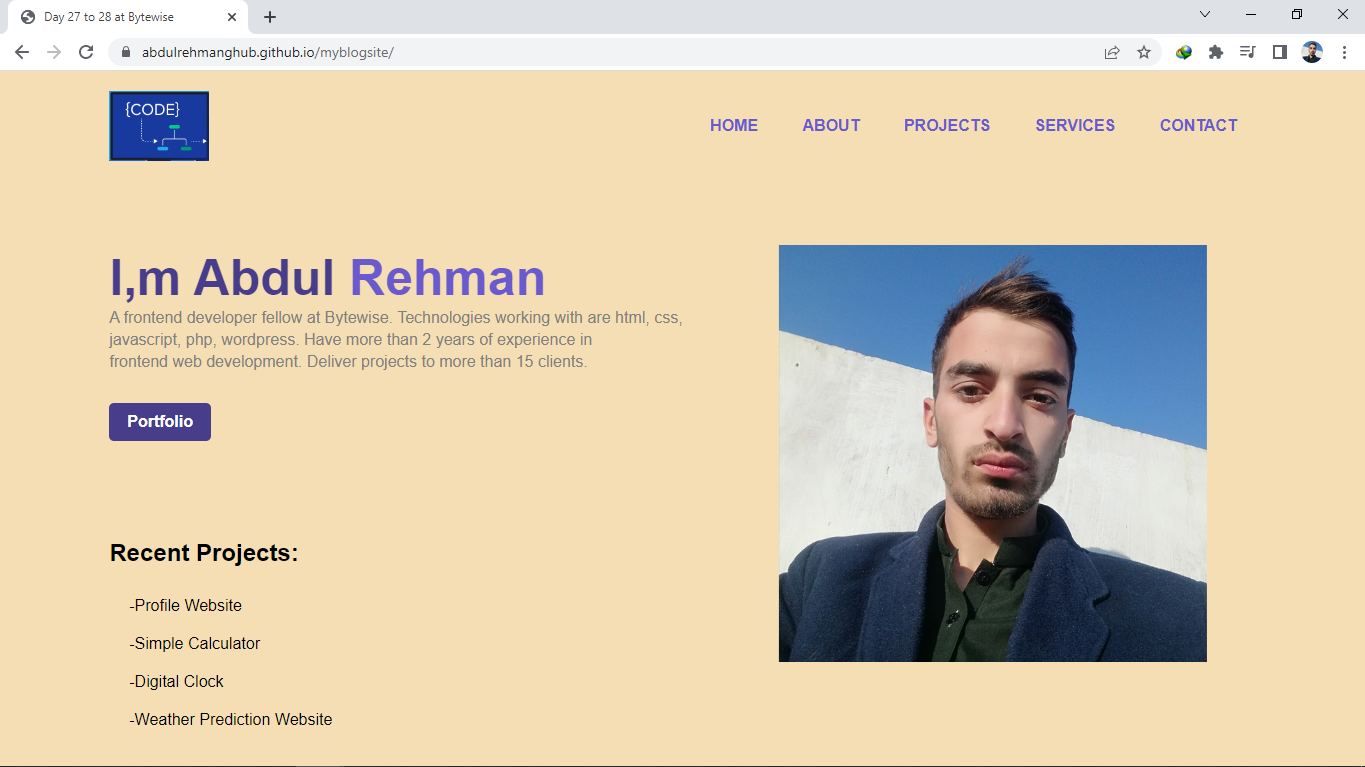 Day 27 to 28 at Bytewise
abdulrehmanghub.github.io/myblogsite/
{CODE}
HOME ABOUT PROJECTS SERVICES CONTACT
I,m Abdul Rehman
A frontend developer fellow at Bytewise. Technologies working with are html, css,
javascript, php, wordpress. Have more than 2 years of experience in
frontend web development. Deliver projects to more than 15 clients.
Portfolio
Recent Projects:
-Profile Website
-Simple Calculator
-Digital Clock
-Weather Prediction Website